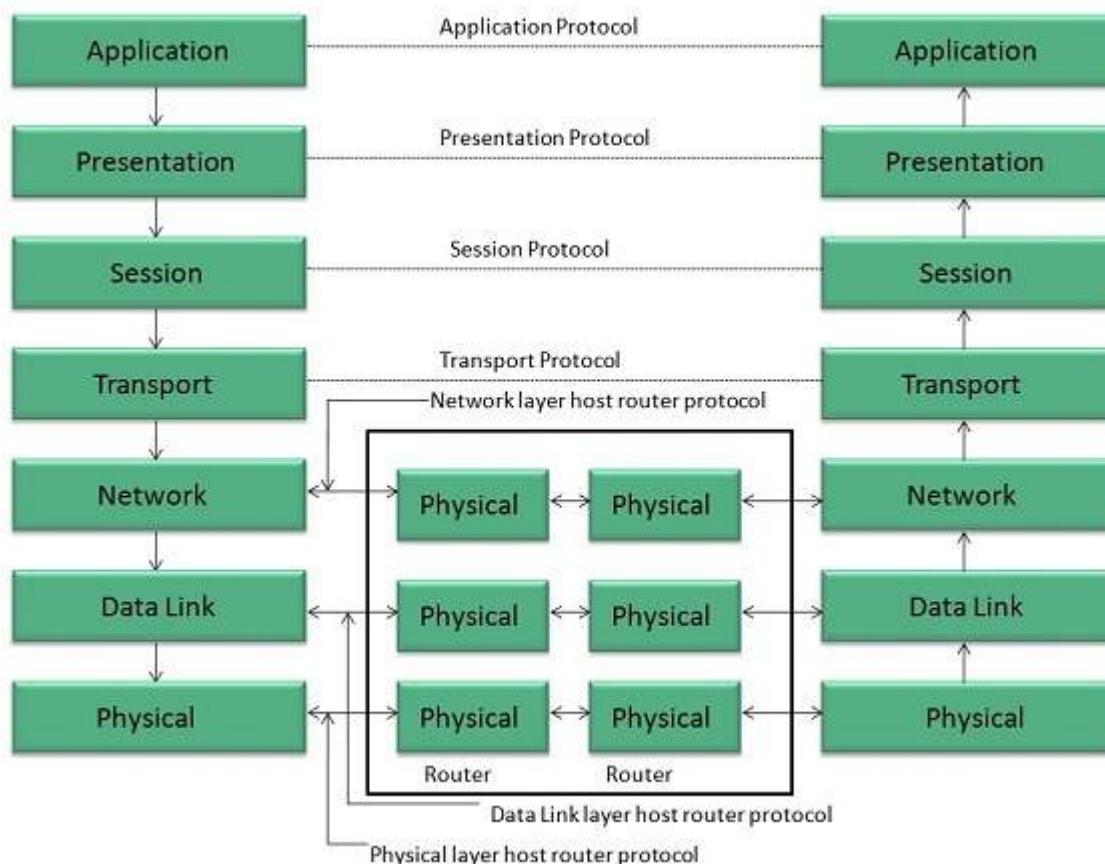 Application
Application Protocol
Application
Presentation
Presentation Protocol
Presentation
Session
Session Protocol
Session
Transport
Transport Protocol
Transport
Network layer host router protocol
Network
Physical
Physical
Network
Data Link
Physical
Physical
Data Link
Physical
Physical
Physical
Physical
Router
Router
Data Link layer host router protocol
Physical layer host router protocol